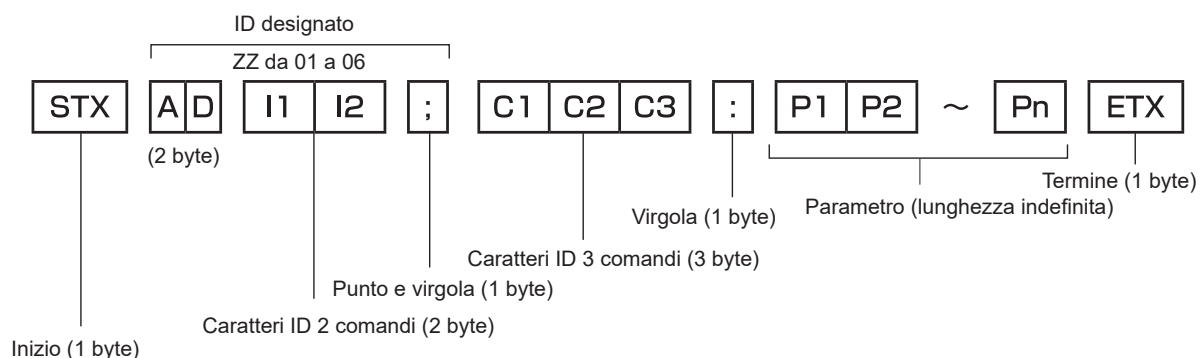 ID designato
ZZ da 01 a 06
STX A D I1 I2 ; C1 C2 C3 : P1 P2 ~ Pn ETX
(2 byte)
Termine (1 byte)
Virgola (1 byte)
Parametro (lunghezza indefinita)
Caratteri ID 3 comandi (3 byte)
Punto e virgola (1 byte)
Caratteri ID 2 comandi (2 byte)
Inizio (1 byte)